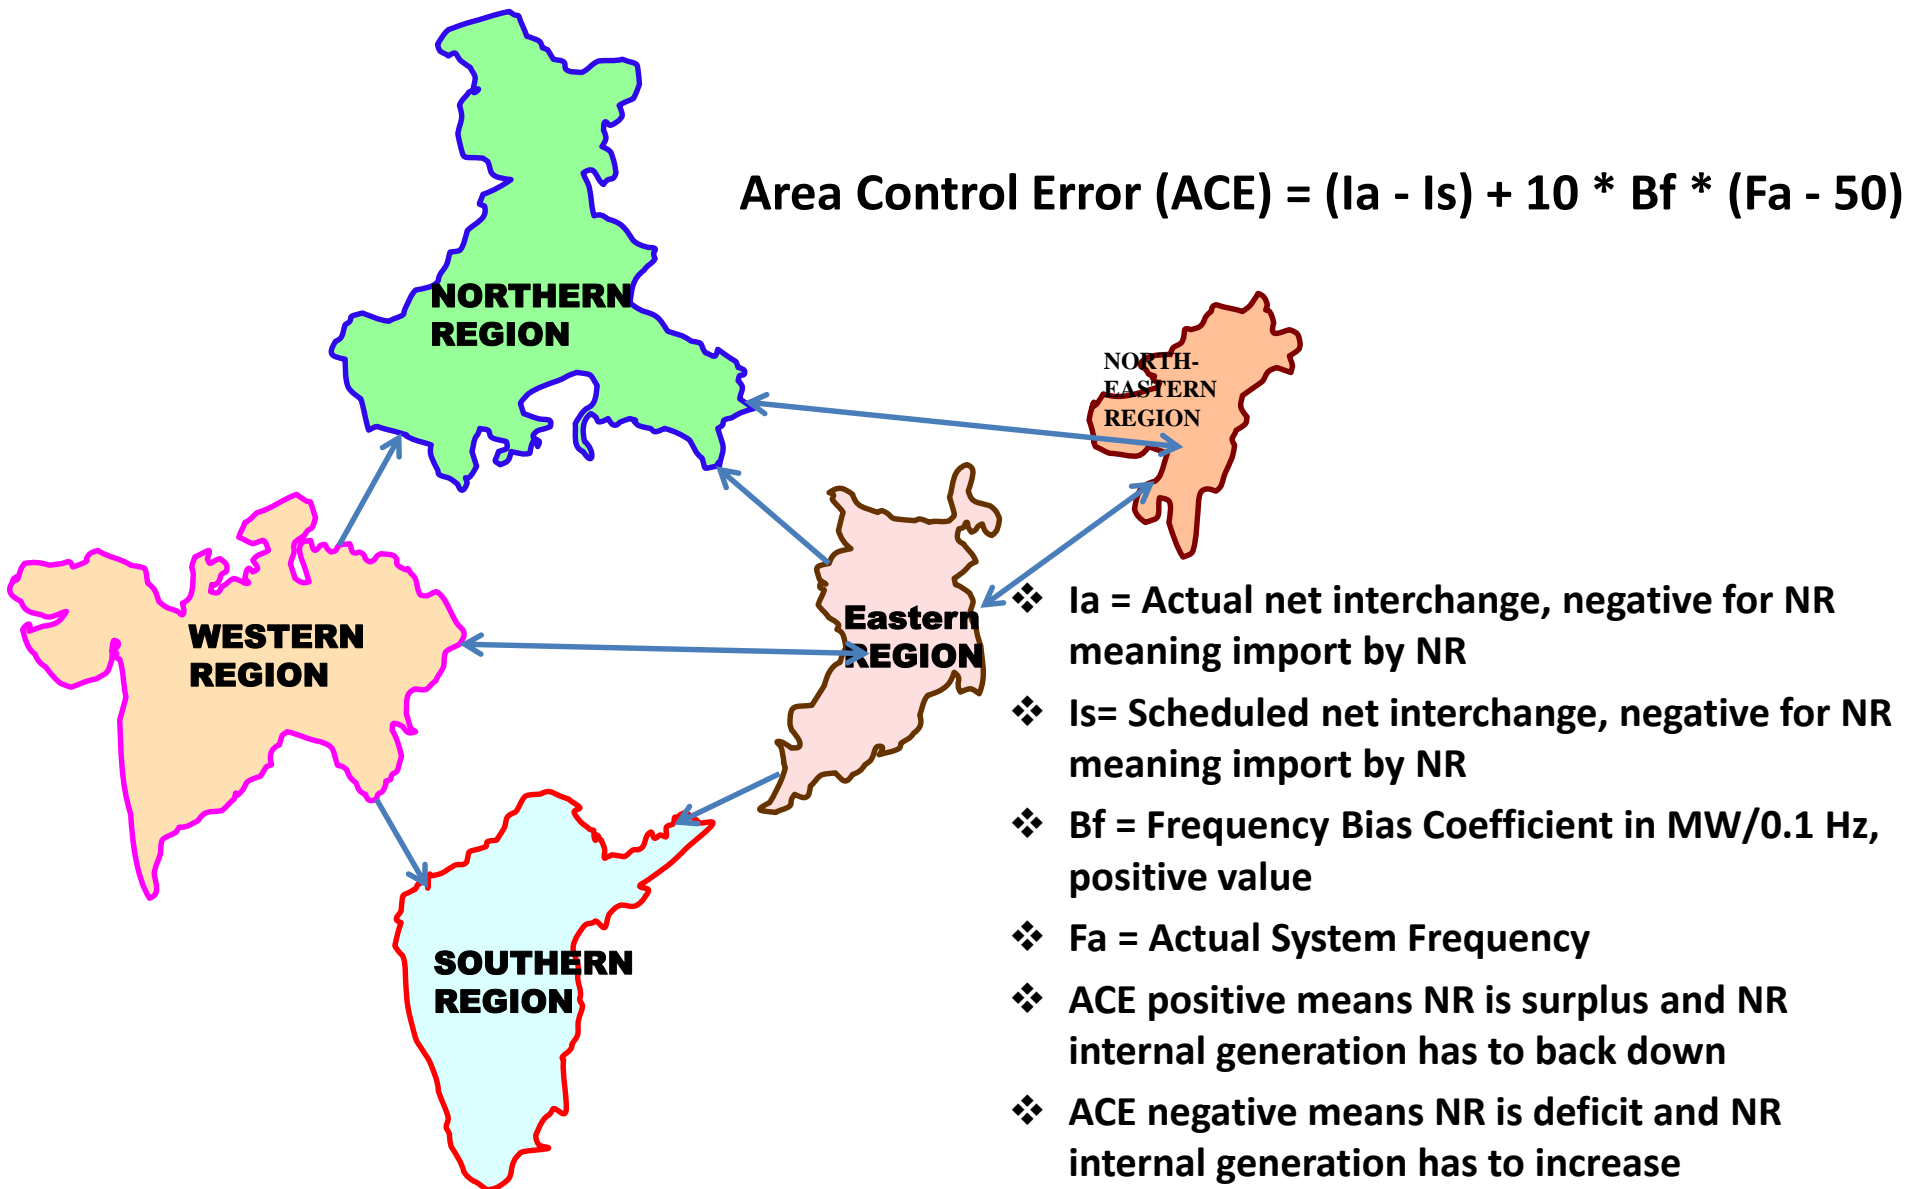 Area Control Error (ACE) = (Ia - Is) + 10 * Bf * (Fa - 50)
NORTHERN
REGION
NORTH-
EASTERN
REGION
WESTERN
REGION
Eastern
REGION
SOUTHERN
REGION
❖ Ia = Actual net interchange, negative for NR
meaning import by NR
❖ Is= Scheduled net interchange, negative for NR
meaning import by NR
❖ Bf = Frequency Bias Coefficient in MW/0.1 Hz,
positive value
❖ Fa = Actual System Frequency
❖ ACE positive means NR is surplus and NR
internal generation has to back down
❖ ACE negative means NR is deficit and NR
internal generation has to increase